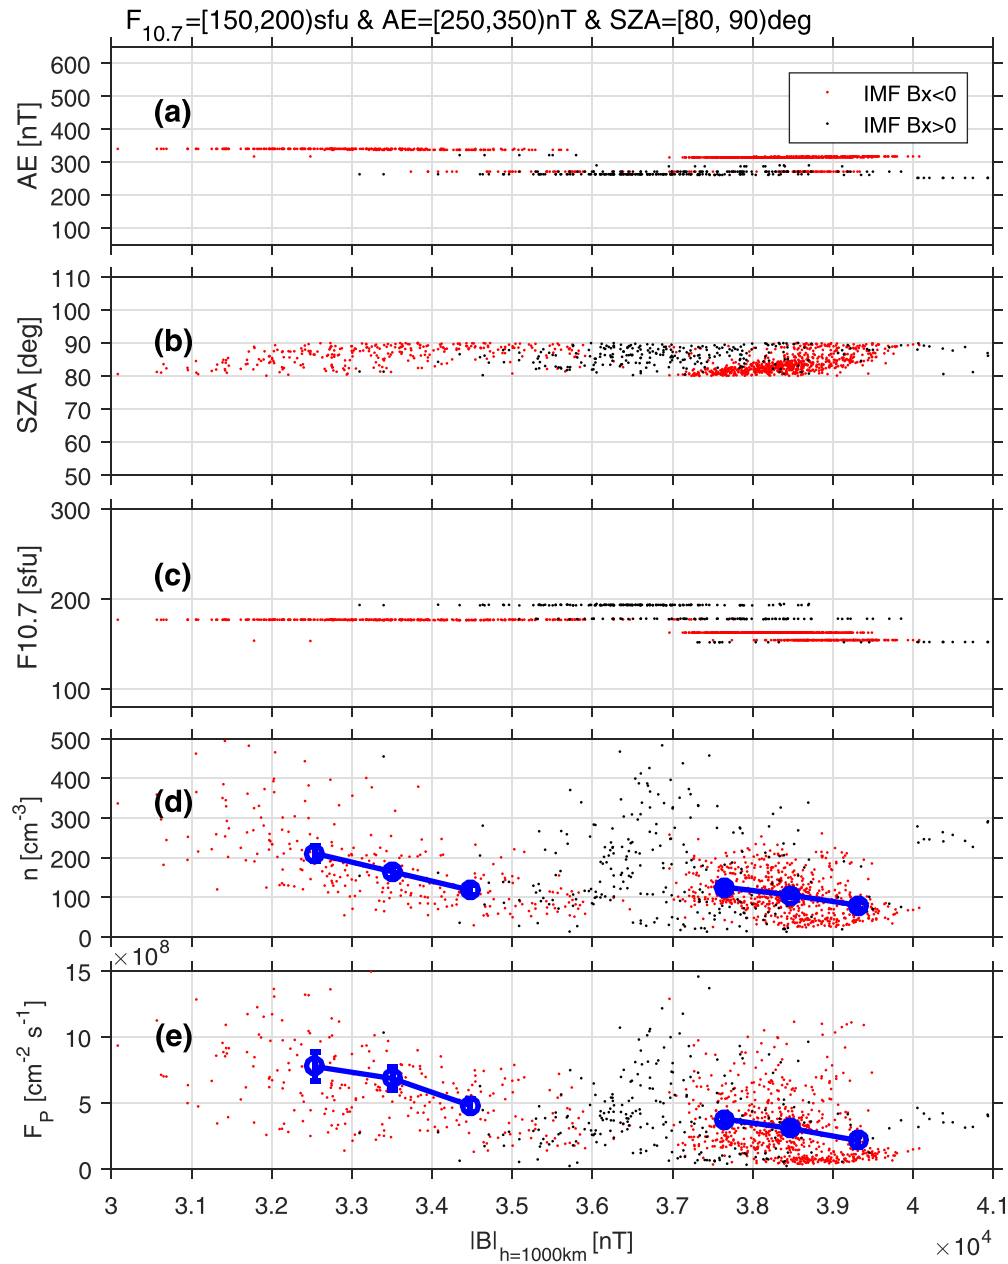 F10.7=[150,200)sfu & AE=[250,350)nT & SZA=[80, 90)deg
600
500
400
300
200
100
AE [nT]
(a)
IMF Bx<0
IMF Bx>0
110
100
90
80
70
60
50
SZA [deg]
(b)
300
200
100
F10.7 [sfu]
(c)
500
400
300
200
100
0
n [cm-3]
(d)
×10^8
15
10
5
0
FP [cm-2 s-1]
(e)
3 3.1 3.2 3.3 3.4 3.5 3.6 3.7 3.8 3.9 4 4.1
|B|h=1000km [nT]
×10^4